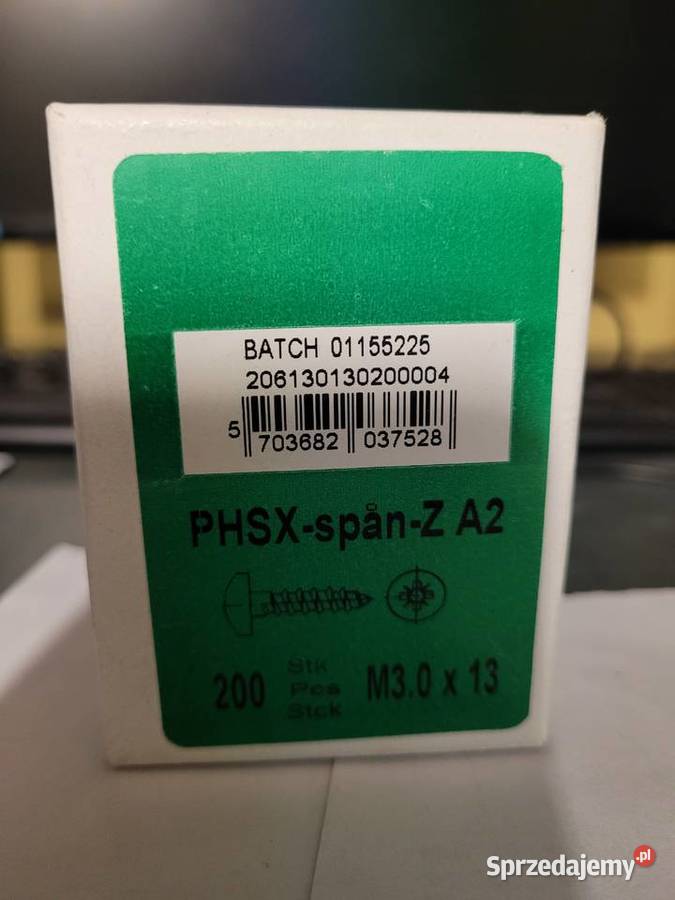 BATCH 01155225
206130130200004
5 703682 037528
PHSX-spån-Z A2
200 Stk Pcs Stck M3.0 x 13
Sprzedajemy.pl